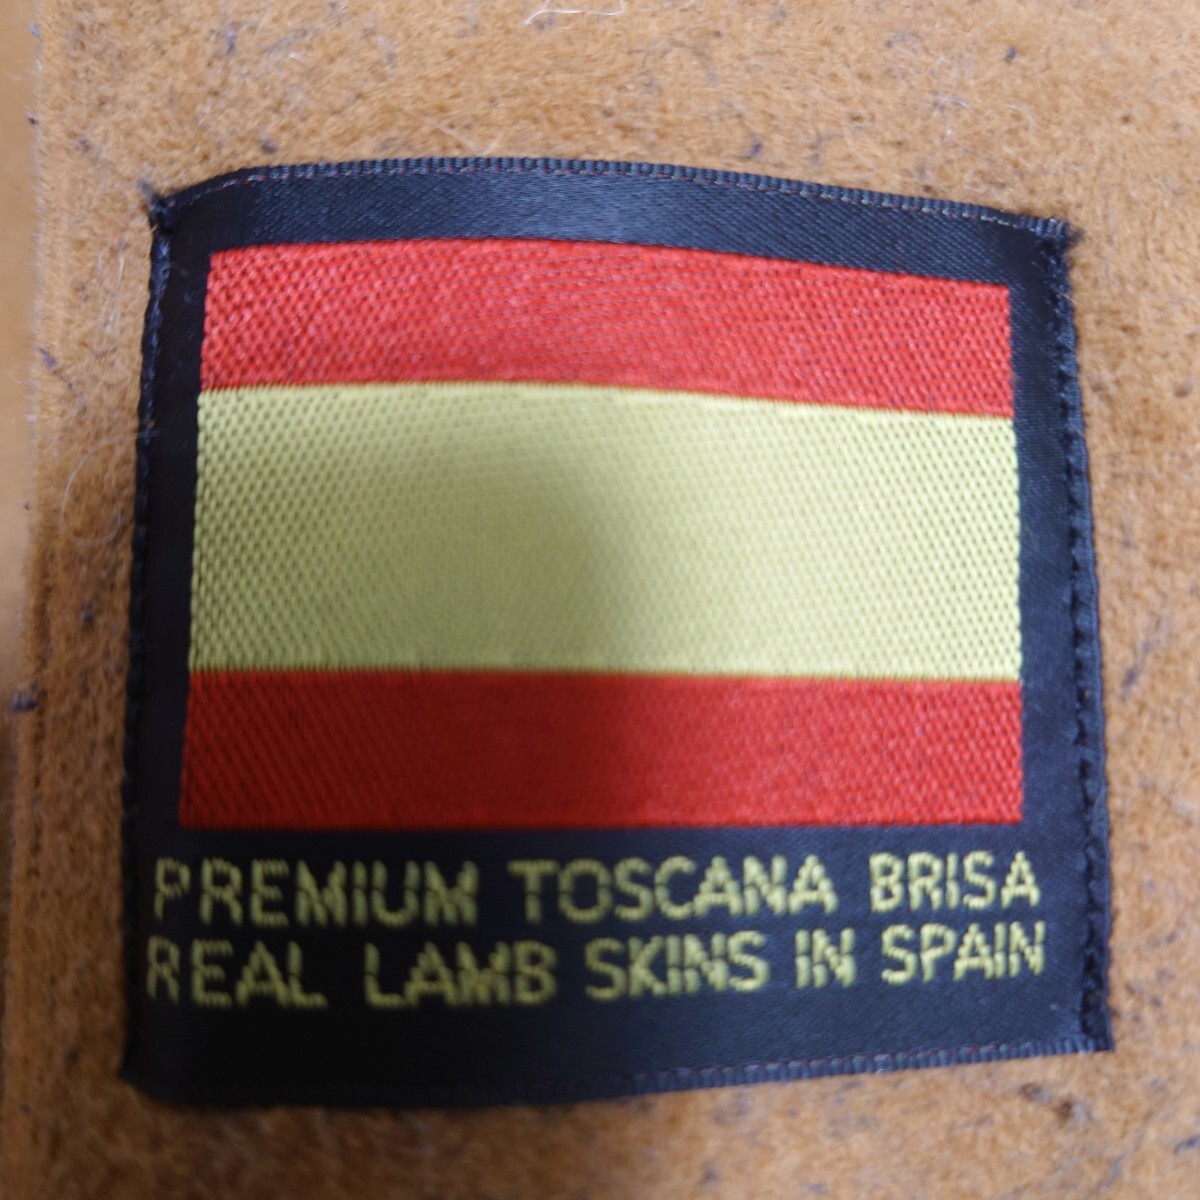 PREMIUM TOSCANA BRISA
REAL LAMB SKINS IN SPAIN